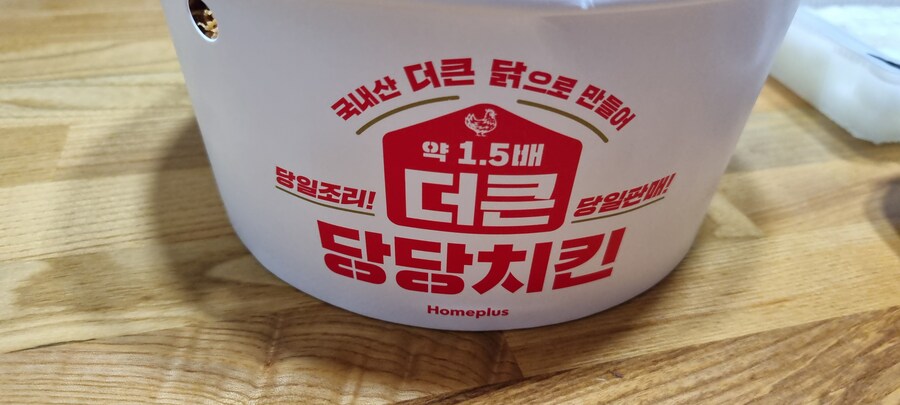 국내산 더큰 닭으로 만들어
약 1.5배
당일조리! 더큰 당일판매!
당당치킨
Homeplus